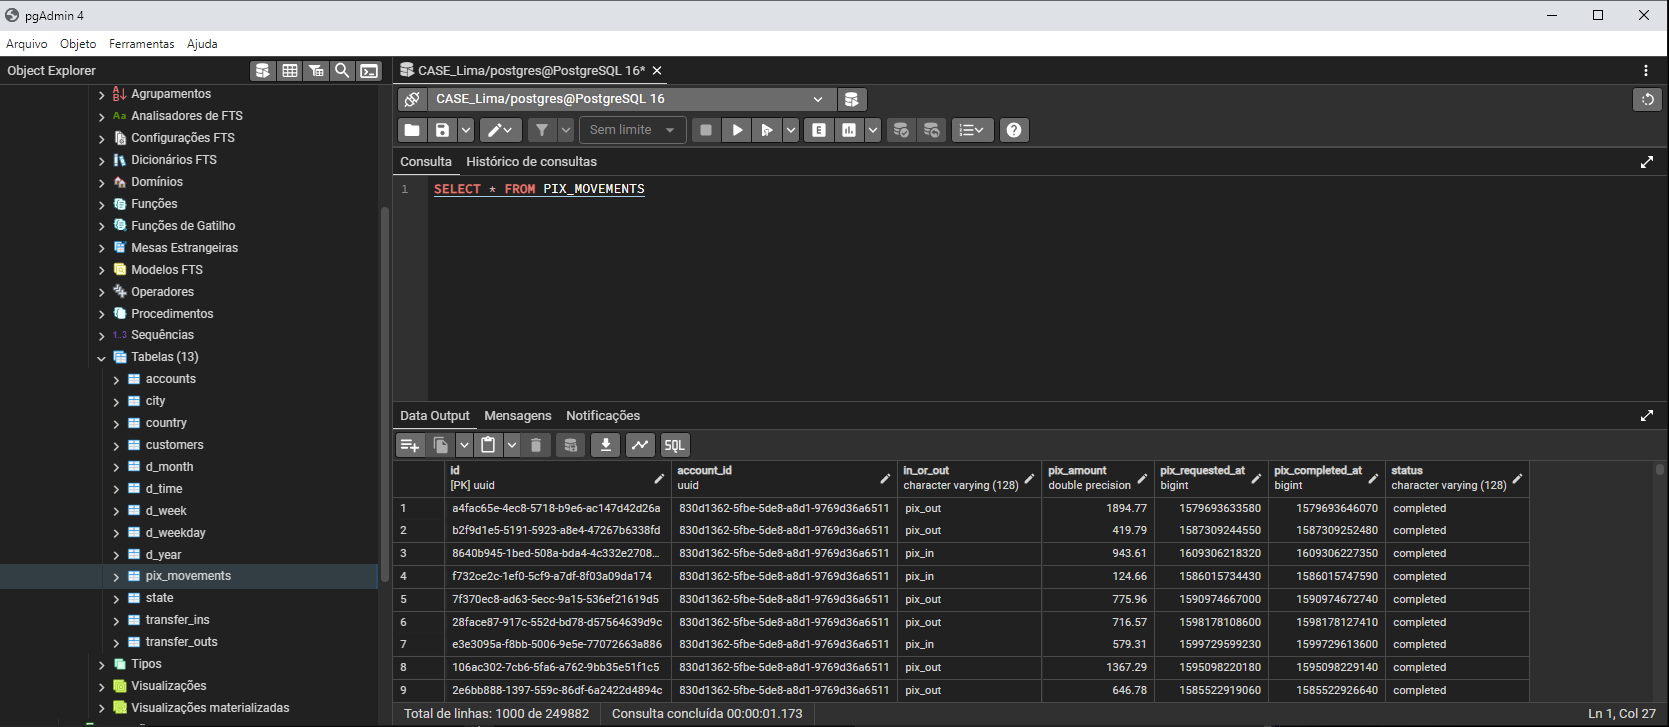 pgAdmin 4
Arquivo Objeto Ferramentas Ajuda
Object Explorer
Agrupamentos
Aa Analisadores de FTS
Configurações FTS
Dicionários FTS
Domínios
Funções
Funções de Gatilho
Mesas Estrangeiras
Modelos FTS
Operadores
Procedimentos
1..3 Sequências
Tabelas (13)
accounts
city
country
customers
d_month
d_time
d_week
d_weekday
d_year
pix_movements
state
transfer_ins
transfer_outs
Tipos
Visualizações
Visualizações materializadas
CASE_Lima/postgres@PostgreSQL 16*
CASE_Lima/postgres@PostgreSQL 16
Sem limite
E
Consulta Histórico de consultas
1 SELECT * FROM PIX_MOVEMENTS
Data Output Mensagens Notificações
SQL
id account_id in_or_out pix_amount pix_requested_at pix_completed_at status
[PK] uuid uuid character varying (128) double precision bigint bigint character varying (128)
1 a4fac65e-4ec8-5718-b9e6-ac147d42d26a 830d1362-5fbe-5de8-a8d1-9769d36a6511 pix_out 1894.77 1579693633580 1579693646070 completed
2 b2f9d1e5-5191-5923-a8e4-47267b6338fd 830d1362-5fbe-5de8-a8d1-9769d36a6511 pix_out 419.79 1587309244550 1587309252480 completed
3 8640b945-1bed-508a-bda4-4c332e2708... 830d1362-5fbe-5de8-a8d1-9769d36a6511 pix_in 943.61 1609306218320 1609306227350 completed
4 f732ce2c-1ef0-5cf9-a7df-8f03a09da174 830d1362-5fbe-5de8-a8d1-9769d36a6511 pix_in 124.66 1586015734430 1586015747590 completed
5 7f370ec8-ad63-5ecc-9a15-536ef21619d5 830d1362-5fbe-5de8-a8d1-9769d36a6511 pix_out 775.96 1590974667000 1590974672740 completed
6 28face87-917c-552d-bd78-d57564639d9c 830d1362-5fbe-5de8-a8d1-9769d36a6511 pix_out 716.57 1598178108600 1598178127410 completed
7 e3e3095a-f8bb-5006-9e5e-77072663a886 830d1362-5fbe-5de8-a8d1-9769d36a6511 pix_in 579.31 1599729599230 1599729613600 completed
8 106ac302-7cb6-5fa6-a762-9bb35e51f1c5 830d1362-5fbe-5de8-a8d1-9769d36a6511 pix_out 1367.29 1595098220180 1595098229140 completed
9 2e6bb888-1397-559c-86df-6a2422d4894c 830d1362-5fbe-5de8-a8d1-9769d36a6511 pix_out 646.78 1585522919060 1585522926640 completed
Total de linhas: 1000 de 249882 Consulta concluída 00:00:01.173 Ln 1, Col 27